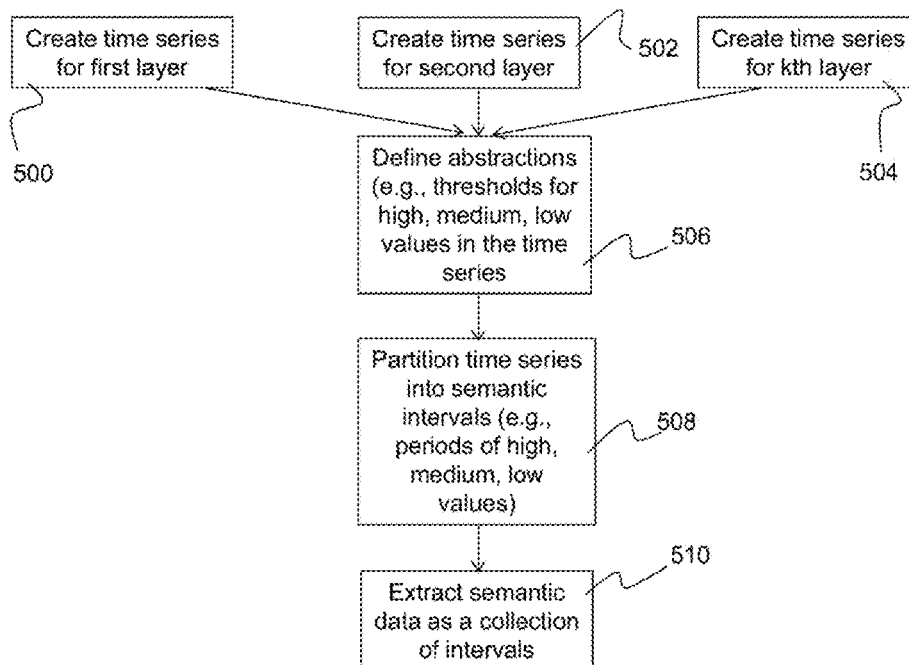 Create time series
for first layer
Create time series
for second layer
502
Create time series
for kth layer
500
504
Define abstractions
(e.g., thresholds for
high, medium, low
values in the time
series
506
Partition time series
into semantic
intervals (e.g.,
periods of high,
medium, low
values)
508
510
Extract semantic
data as a collection
of intervals